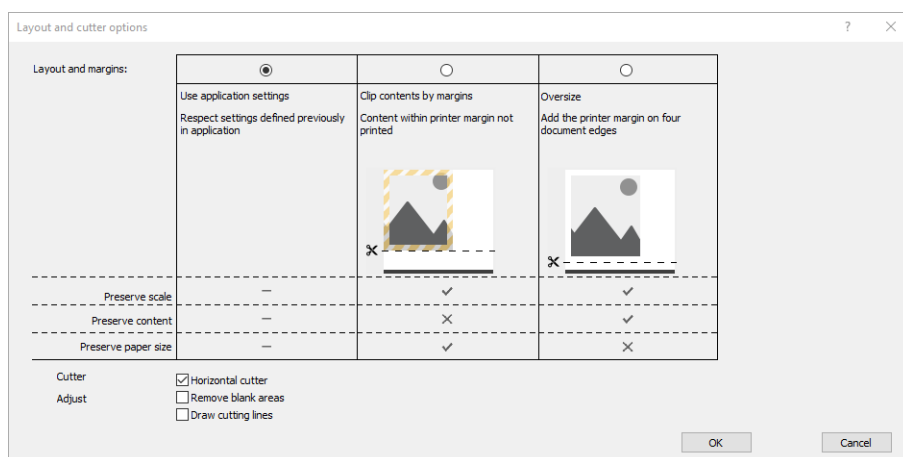 Layout and cutter options
Layout and margins:
Use application settings
Respect settings defined previously
in application
Clip contents by margins
Content within printer margin not
printed
Oversize
Add the printer margin on four
document edges
Preserve scale
Preserve content
Preserve paper size
Cutter
Horizontal cutter
Adjust
Remove blank areas
Draw cutting lines
OK
Cancel